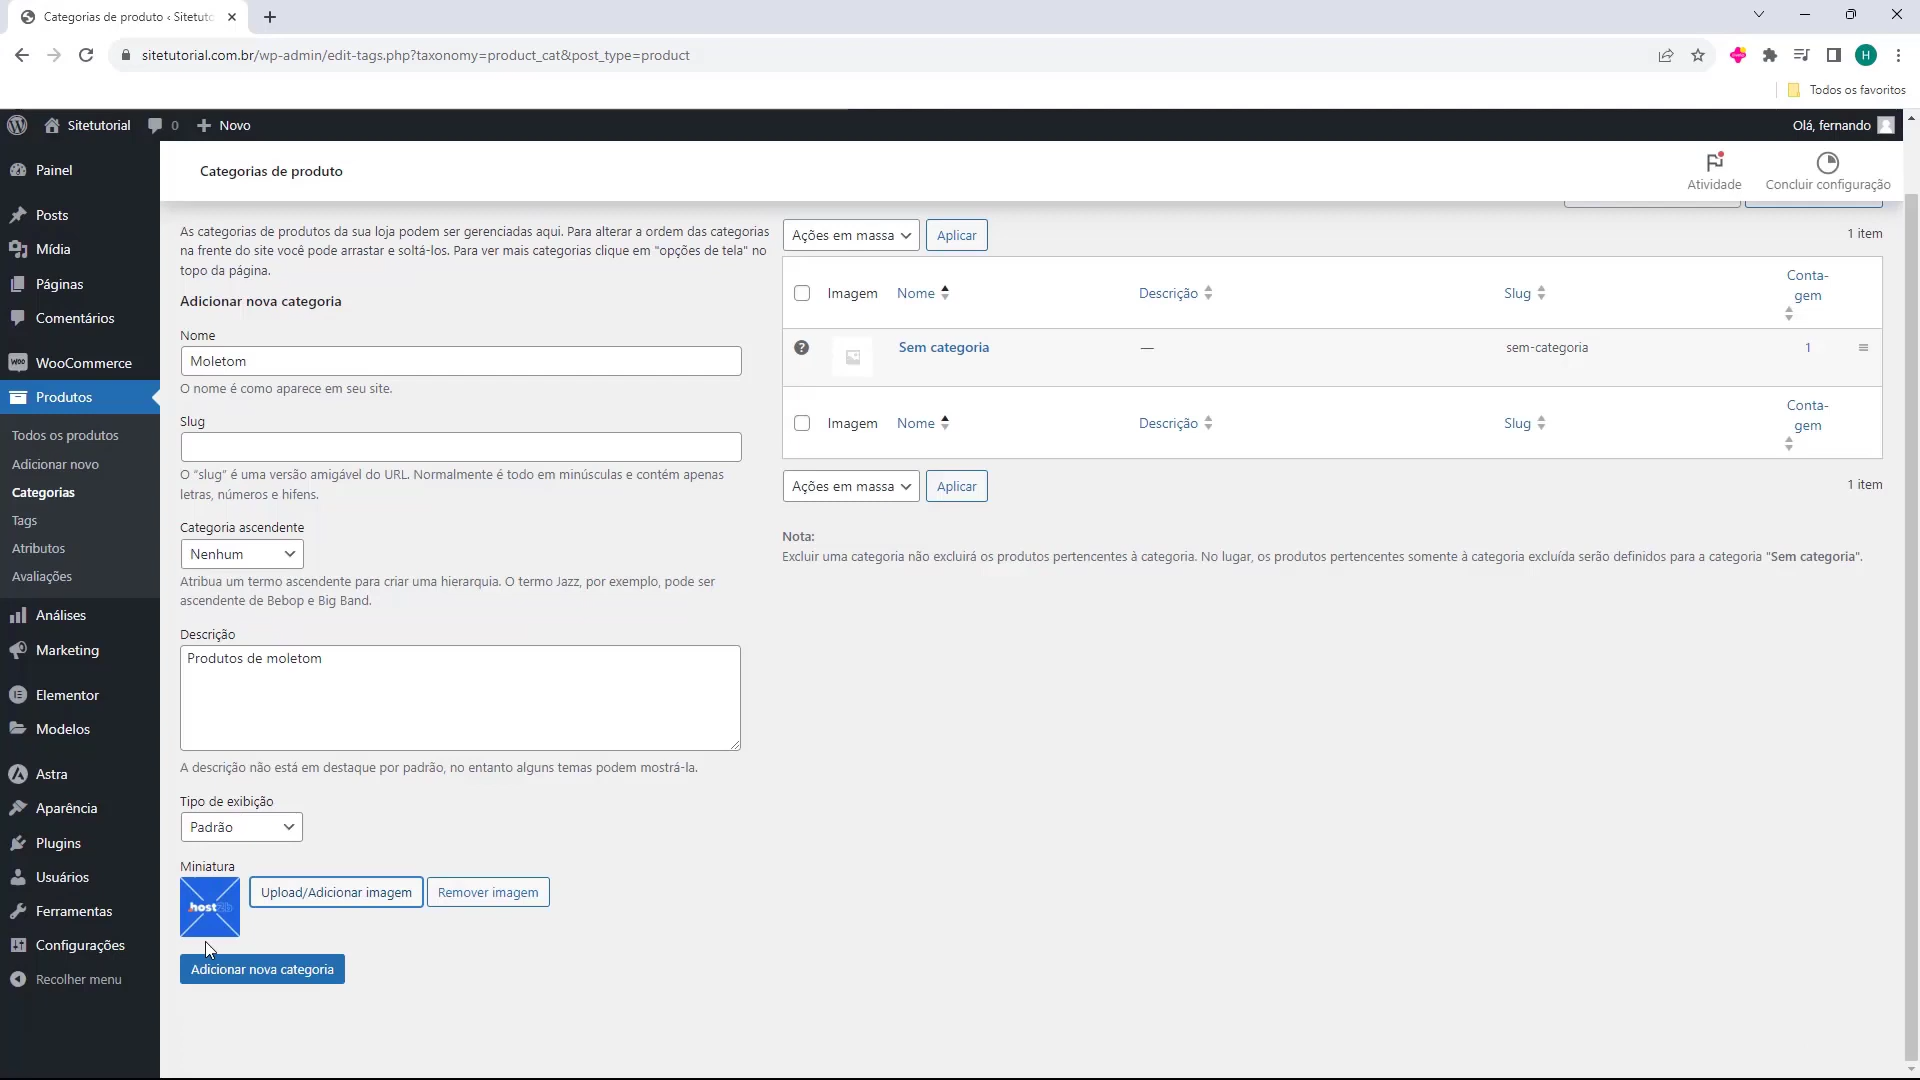 Categorias de produto ‹ Sitetuto
sitetutorial.com.br/wp-admin/edit-tags.php?taxonomy=product_cat&post_type=product
H
Todos os favoritos
Sitetutorial
0
Novo
Olá, fernando
Painel
Posts
Mídia
Páginas
Comentários
WooCommerce
Produtos
Todos os produtos
Adicionar novo
Categorias
Tags
Atributos
Avaliações
Análises
Marketing
Elementor
Modelos
Astra
Aparência
Plugins
Usuários
Ferramentas
Configurações
Recolher menu
Categorias de produto
Atividade
Concluir configuração
As categorias de produtos da sua loja podem ser gerenciadas aqui. Para alterar a ordem das categorias
na frente do site você pode arrastar e soltá-los. Para ver mais categorias clique em "opções de tela" no
topo da página.
Adicionar nova categoria
Nome
Moletom
O nome é como aparece em seu site.
Slug
O “slug” é uma versão amigável do URL. Normalmente é todo em minúsculas e contém apenas
letras, números e hifens.
Categoria ascendente
Nenhum
Atribua um termo ascendente para criar uma hierarquia. O termo Jazz, por exemplo, pode ser
ascendente de Bebop e Big Band.
Descrição
Produtos de moletom
A descrição não está em destaque por padrão, no entanto alguns temas podem mostrá-la.
Tipo de exibição
Padrão
Miniatura
Upload/Adicionar imagem
Remover imagem
Adicionar nova categoria
Ações em massa
Aplicar
1 item
Imagem
Nome
Descrição
Slug
Conta-
gem
Sem categoria
—
sem-categoria
1
Imagem
Nome
Descrição
Slug
Conta-
gem
Ações em massa
Aplicar
1 item
Nota:
Excluir uma categoria não excluirá os produtos pertencentes à categoria. No lugar, os produtos pertencentes somente à categoria excluída serão definidos para a categoria "Sem categoria".